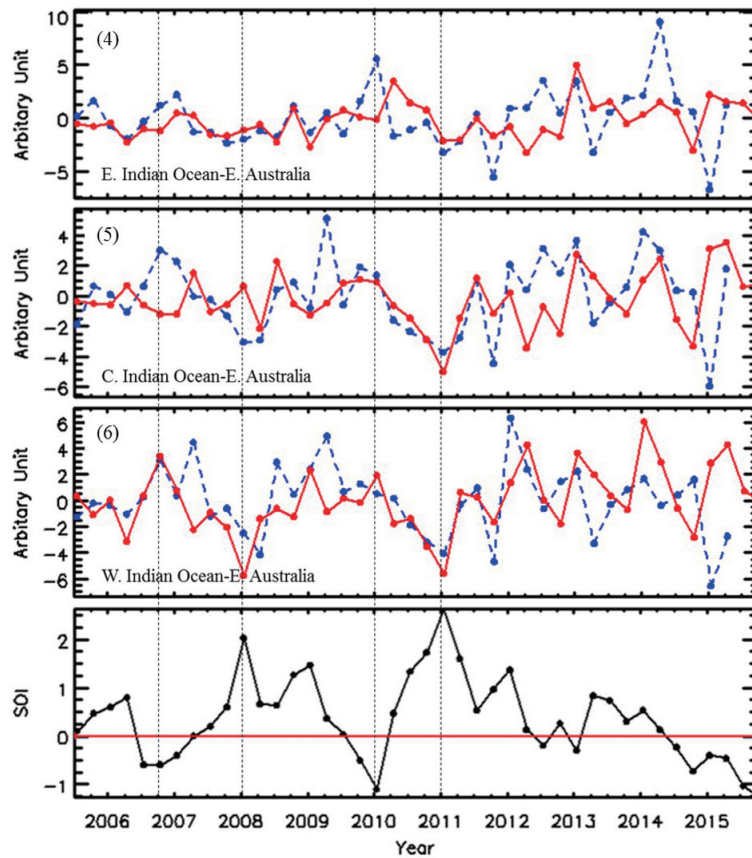 (4)
10
5
0
−5
Arbitary Unit
E. Indian Ocean-E. Australia
(5)
4
2
0
−2
−4
−6
Arbitary Unit
C. Indian Ocean-E. Australia
(6)
6
4
2
0
−2
−4
−6
Arbitary Unit
W. Indian Ocean-E. Australia
2
1
0
−1
SOI
2006 2007 2008 2009 2010 2011 2012 2013 2014 2015
Year